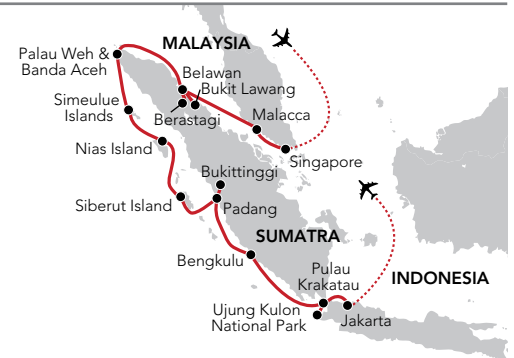 MALAYSIA
Palau Weh &
Banda Aceh
Belawan
Bukit Lawang
Simeulue
Islands
Berastagi
Malacca
Nias Island
Singapore
Bukittinggi
Siberut Island
Padang
SUMATRA
Bengkulu
Pulau
Krakatau
INDONESIA
Ujung Kulon
National Park
Jakarta